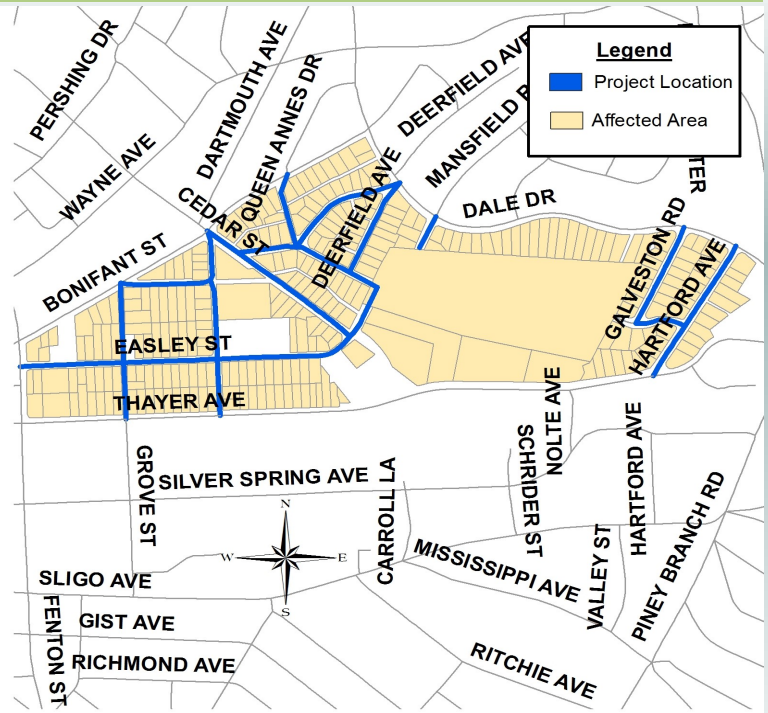 PERSHING DR
DARTMOUTH AVE
QUEEN ANNES DR
DEERFIELD AVE
MANSFIELD R
Legend
Project Location
Affected Area
TER
WAYNE AVE
CEDAR ST
DEERFIELD AVE
DALE DR
GALVESTON RD
HARTFORD AVE
BONIFANT ST
EASLEY ST
THAYER AVE
NOLTE AVE
GROVE ST
SILVER SPRING AVE
CARROLL LA
SCHRIDER ST
HARTFORD AVE
PINEY BRANCH RD
N
W
E
S
MISSISSIPPI AVE
VALLEY ST
SLIGO AVE
FENTON ST
GIST AVE
RICHMOND AVE
RITCHIE AVE